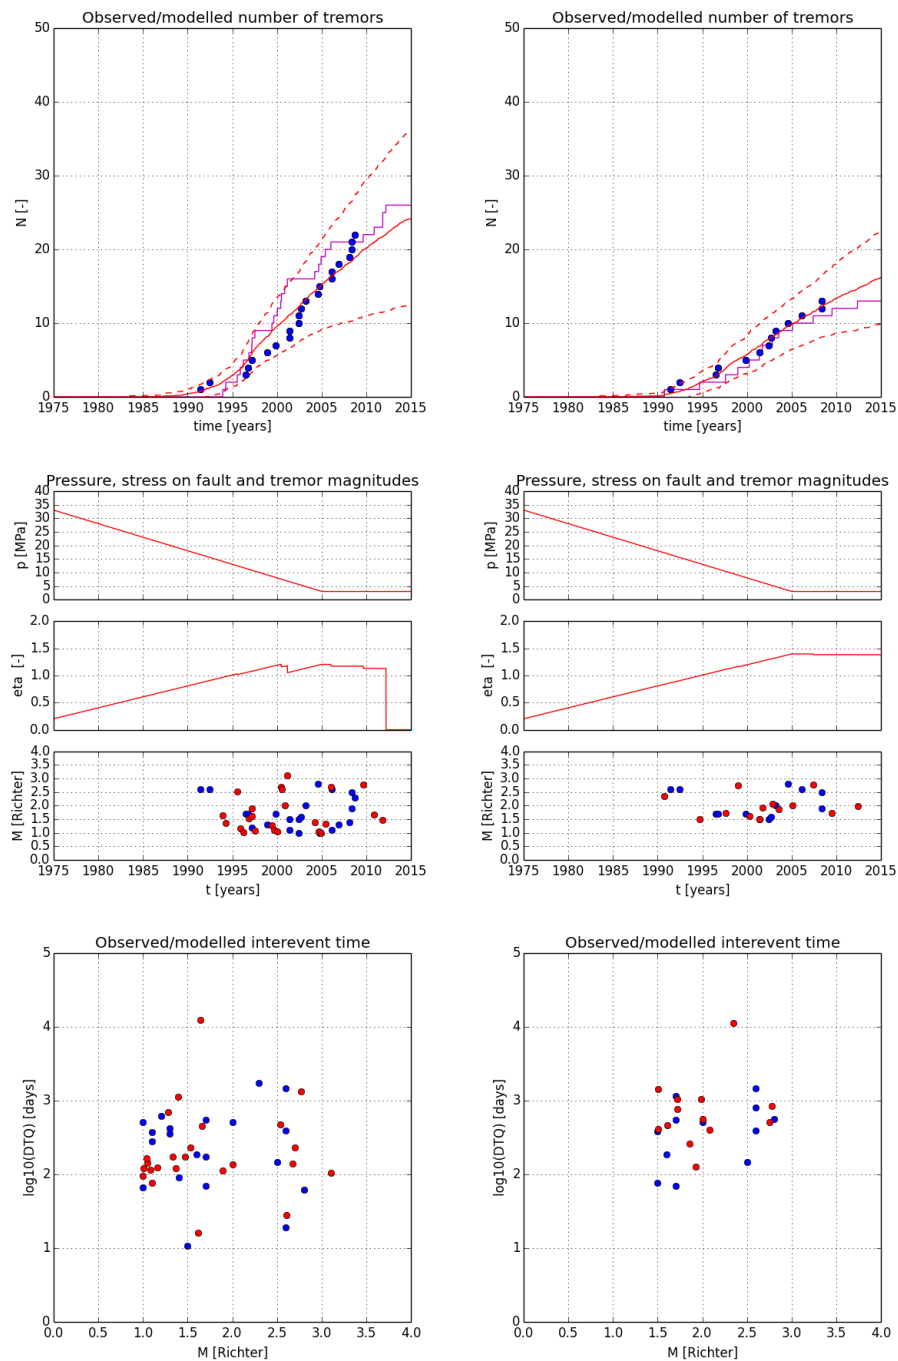 Observed/modelled number of tremors
50
40
30
20
10
0
N [-]
1975 1980 1985 1990 1995 2000 2005 2010 2015
time [years]
Observed/modelled number of tremors
50
40
30
20
10
0
N [-]
1975 1980 1985 1990 1995 2000 2005 2010 2015
time [years]
Pressure, stress on fault and tremor magnitudes
40
35
30
25
20
15
10
5
0
p [MPa]
2.0
1.5
1.0
0.5
0.0
eta [-]
4.0
3.5
3.0
2.5
2.0
1.5
1.0
0.5
0.0
M [Richter]
1975 1980 1985 1990 1995 2000 2005 2010 2015
t [years]
Pressure, stress on fault and tremor magnitudes
40
35
30
25
20
15
10
5
0
p [MPa]
2.0
1.5
1.0
0.5
0.0
eta [-]
4.0
3.5
3.0
2.5
2.0
1.5
1.0
0.5
0.0
M [Richter]
1975 1980 1985 1990 1995 2000 2005 2010 2015
t [years]
Observed/modelled interevent time
5
4
3
2
1
0
log10(DTQ) [days]
0.0 0.5 1.0 1.5 2.0 2.5 3.0 3.5 4.0
M [Richter]
Observed/modelled interevent time
5
4
3
2
1
0
log10(DTQ) [days]
0.0 0.5 1.0 1.5 2.0 2.5 3.0 3.5 4.0
M [Richter]